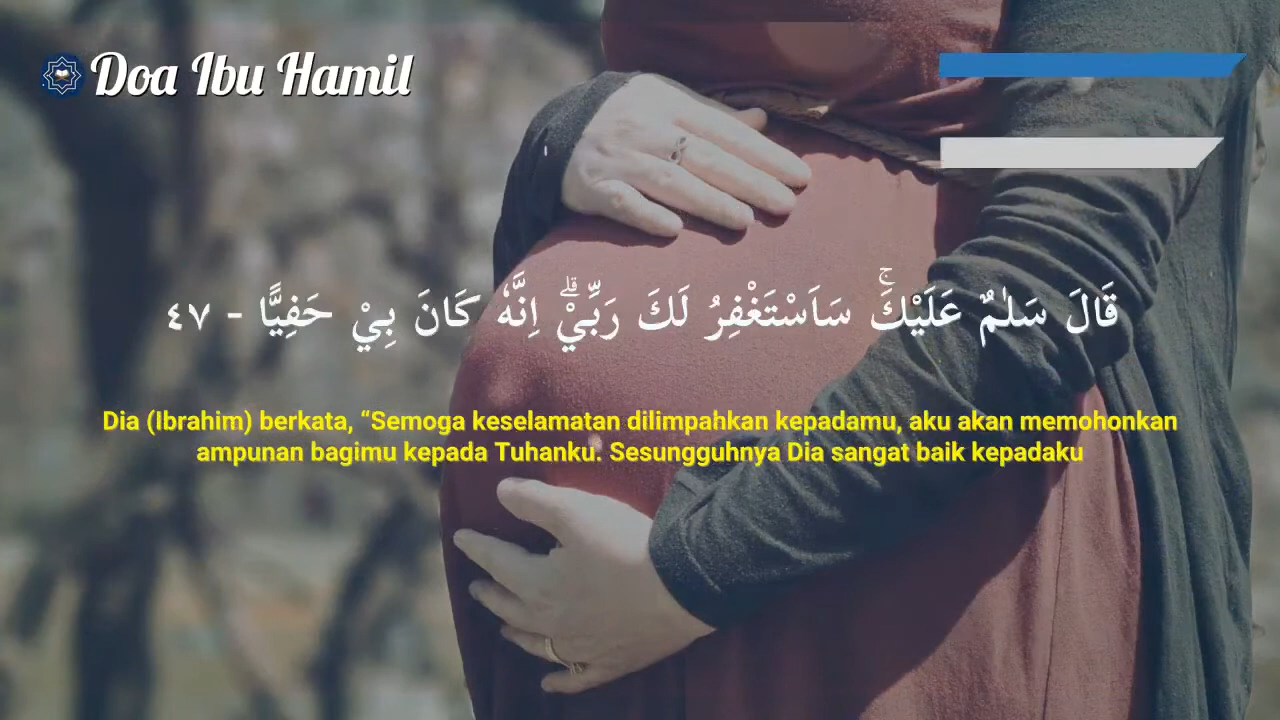 Doa Ibu Hamil
قَالَ سَلٰمٌ عَلَيْكَۚ سَاَسْتَغْفِرُ لَكَ رَبِّيْۗ اِنَّهٗ كَانَ بِيْ حَفِيًّا - ٤٧
Dia (Ibrahim) berkata, “Semoga keselamatan dilimpahkan kepadamu, aku akan memohonkan
ampunan bagimu kepada Tuhanku. Sesungguhnya Dia sangat baik kepadaku